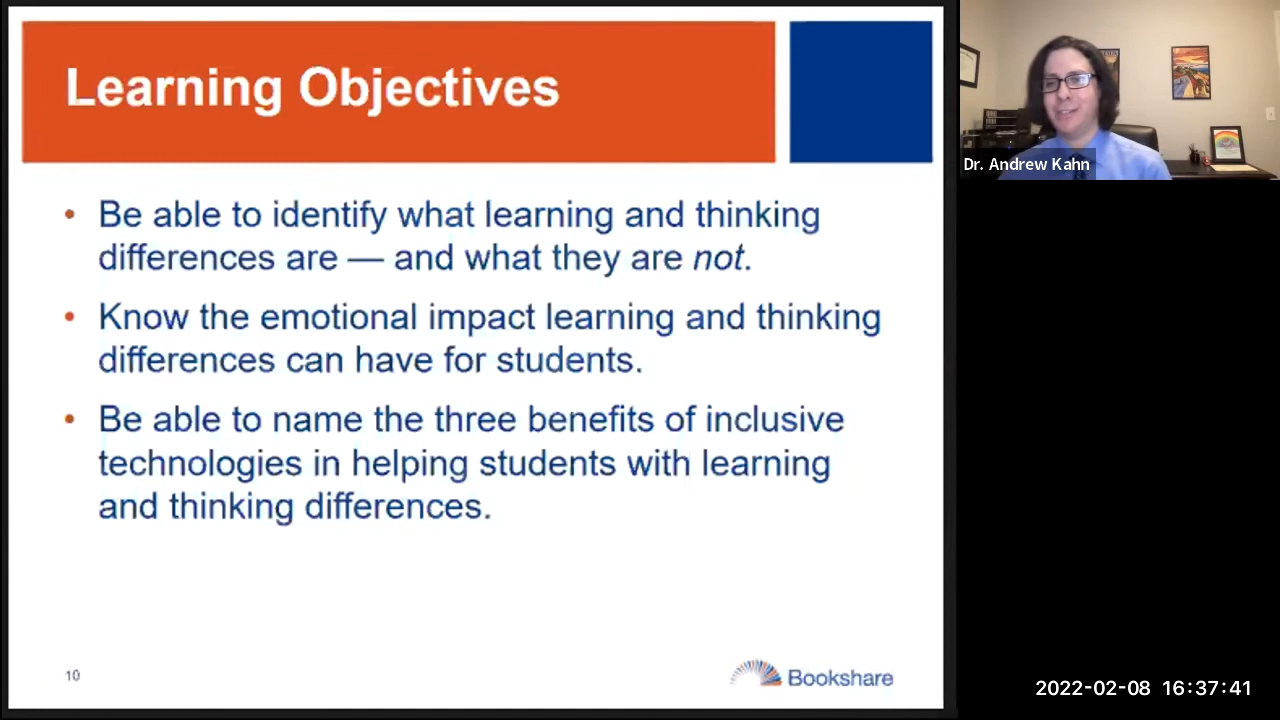 Learning Objectives
• Be able to identify what learning and thinking
differences are — and what they are not.
• Know the emotional impact learning and thinking
differences can have for students.
• Be able to name the three benefits of inclusive
technologies in helping students with learning
and thinking differences.
10
Bookshare
Dr. Andrew Kahn
2022-02-08 16:37:41